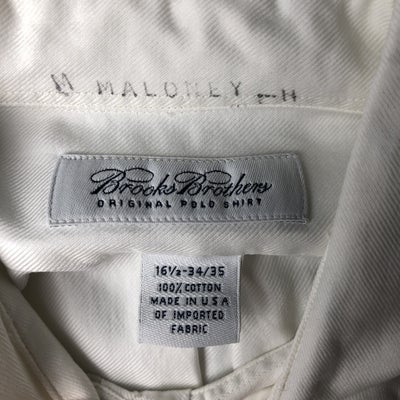 M MALONEY
Brooks Brothers
ORIGINAL POLO SHIRT
16½-34/35
100% COTTON
MADE IN U S A
OF IMPORTED
FABRIC